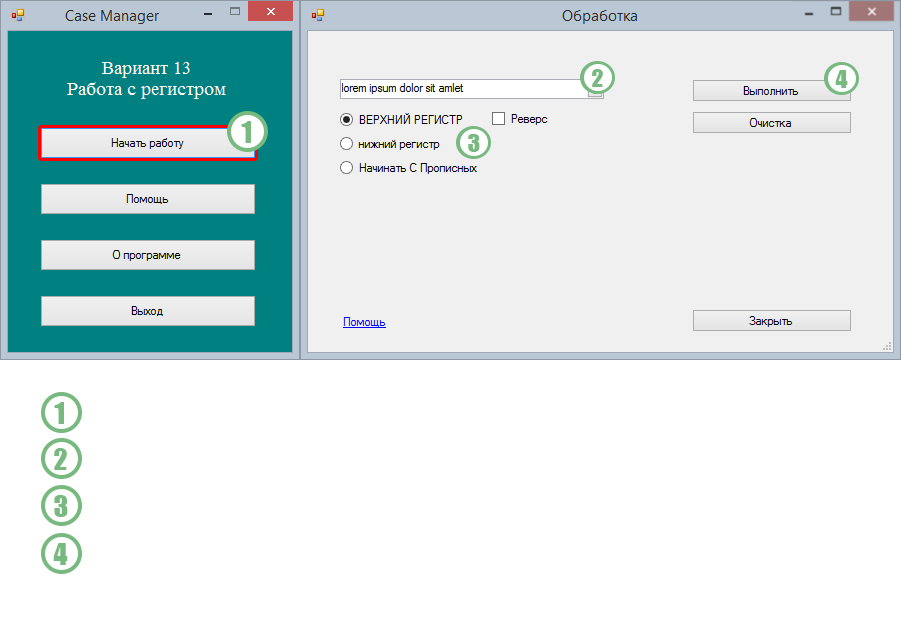 Case Manager
Вариант 13
Работа с регистром
Начать работу
1
Помощь
О программе
Выход
Обработка
lorem ipsum dolor sit amlet
2
ВЕРХНИЙ РЕГИСТР
Реверс
нижний регистр
3
Начинать С Прописных
Выполнить
4
Очистка
Помощь
Закрыть
1
2
3
4